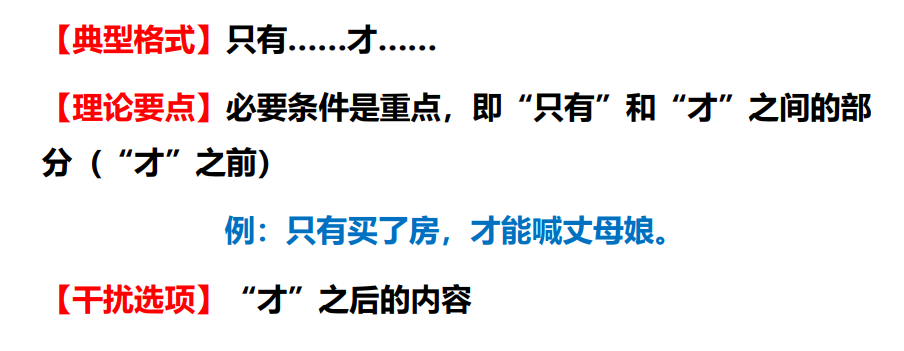 【典型格式】只有……才……
【理论要点】必要条件是重点，即“只有”和“才”之间的部
分（“才”之前）
例：只有买了房，才能喊丈母娘。
【干扰选项】“才”之后的内容